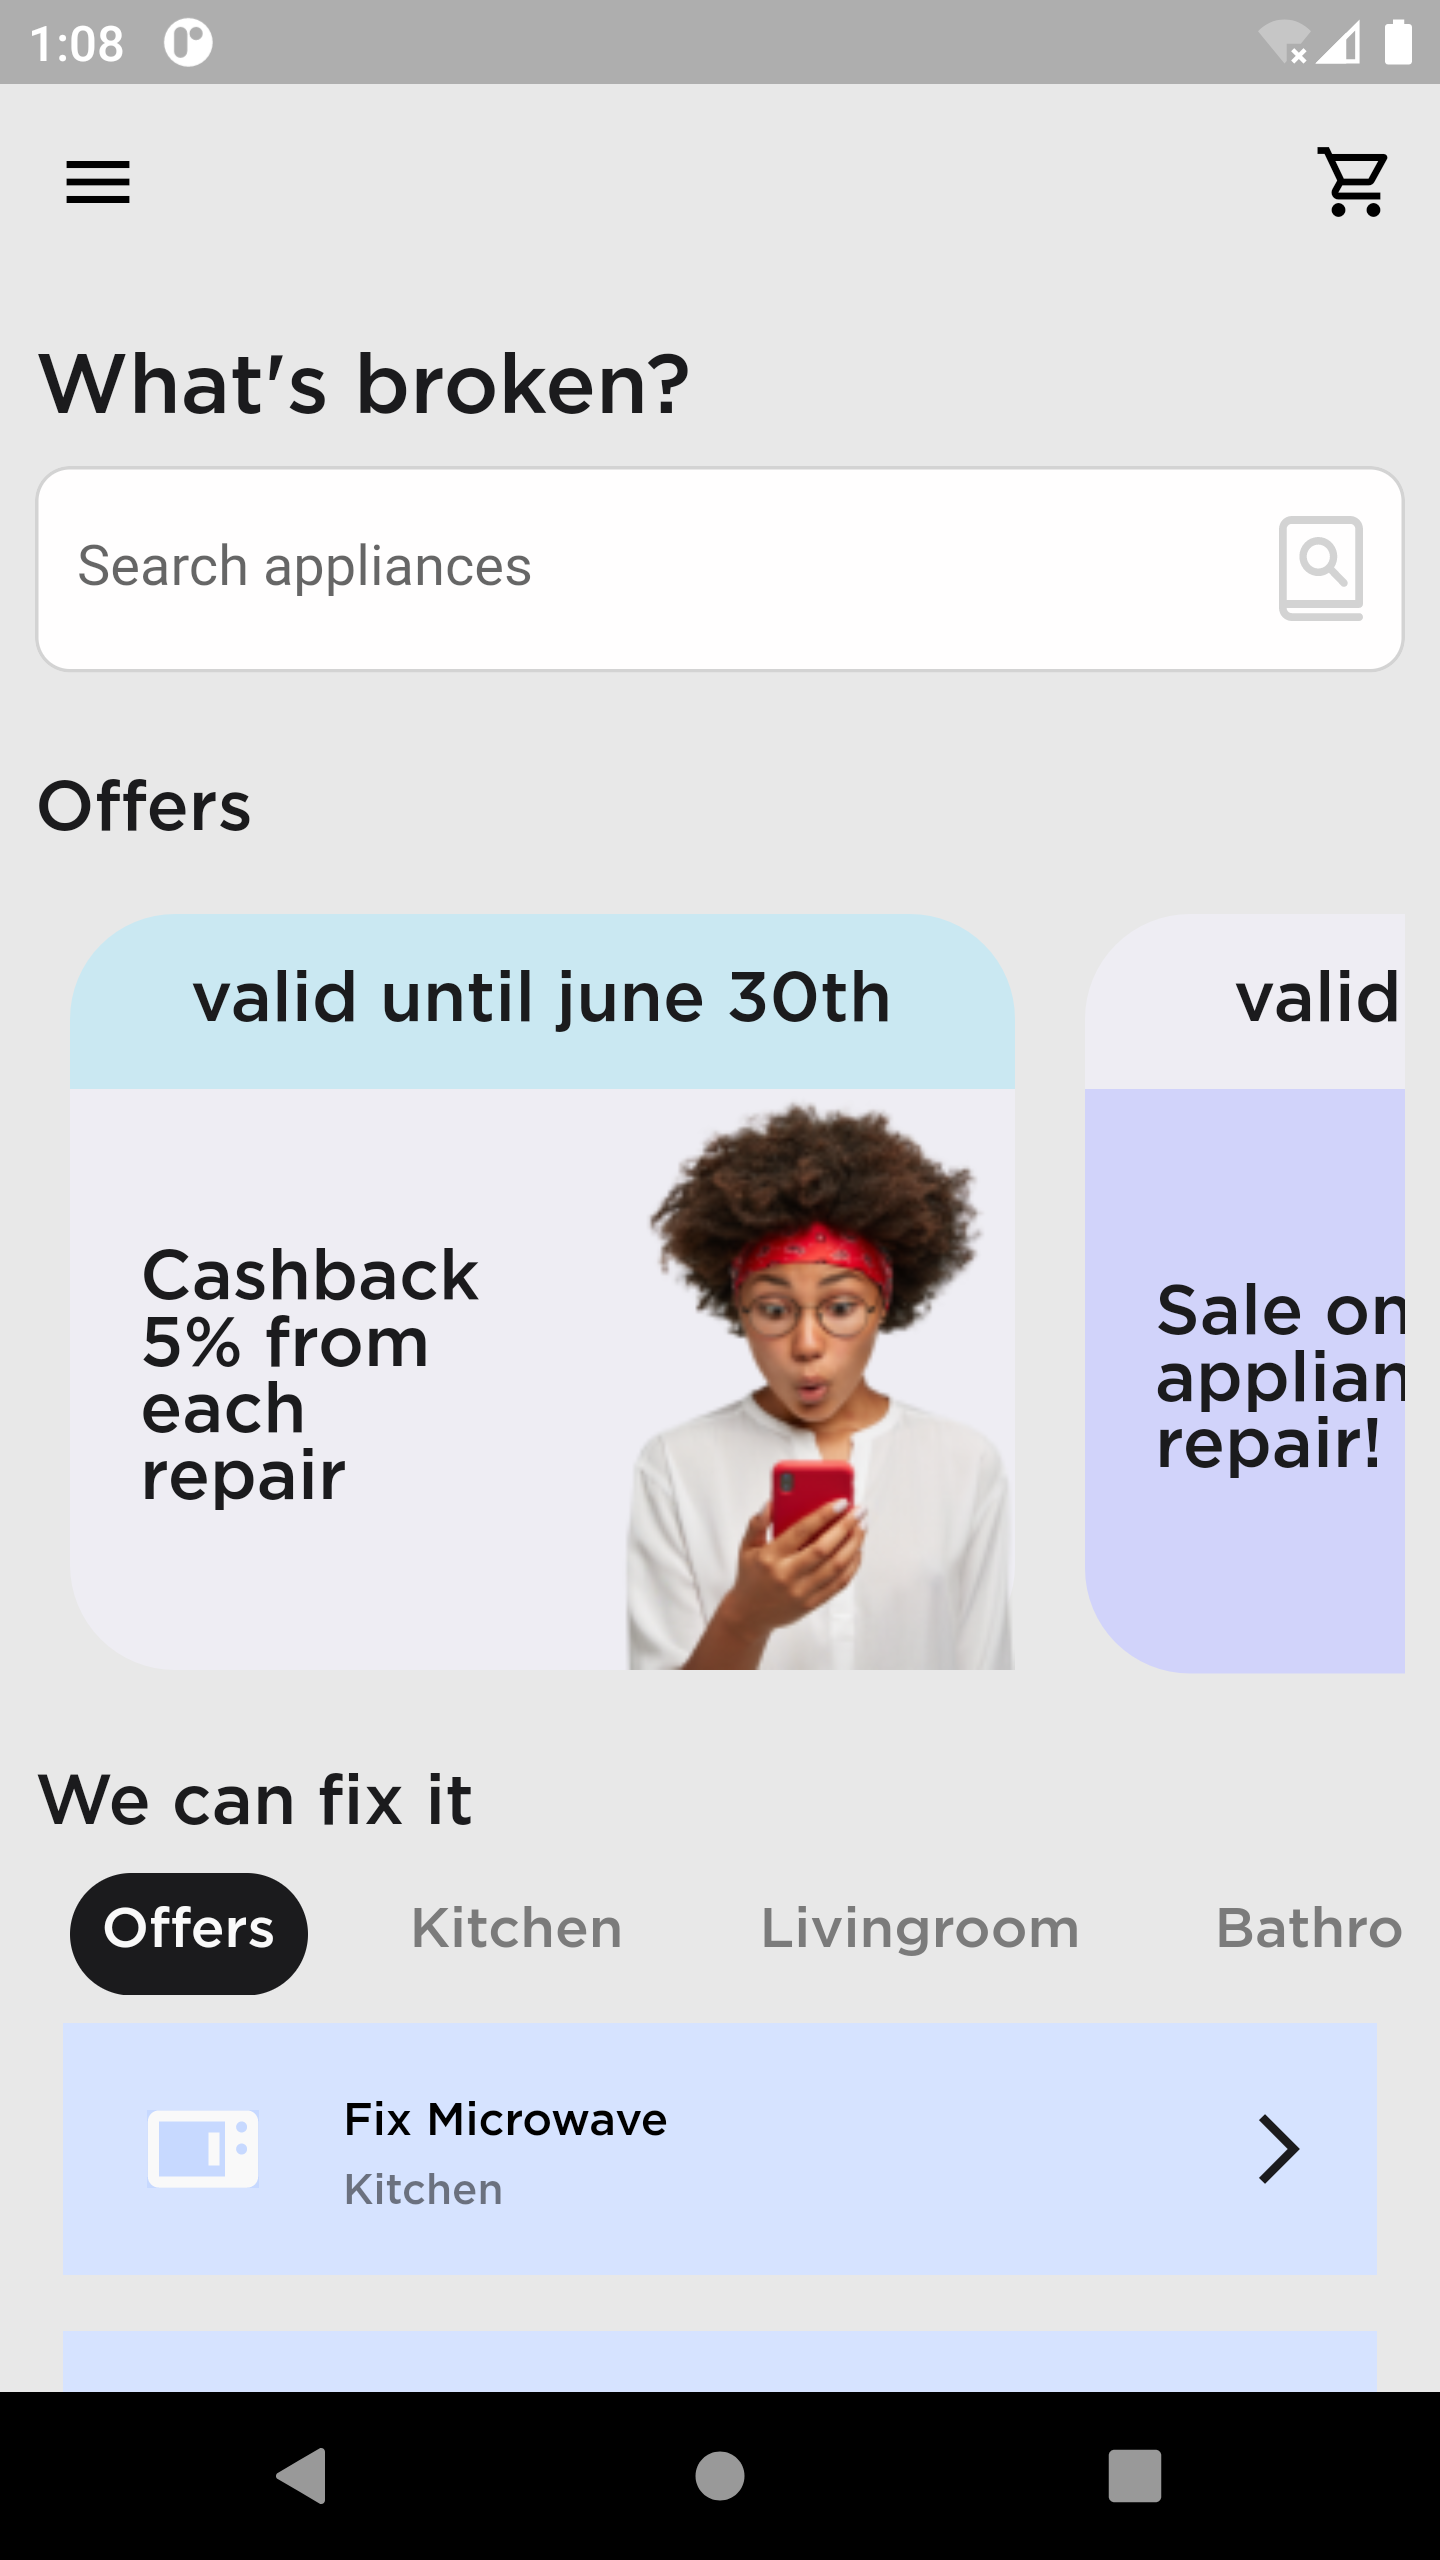 1:08
What's broken?
Search appliances
Offers
valid until june 30th
valid
Cashback
5% from
each
repair
Sale on
applian
repair!
We can fix it
Offers Kitchen Livingroom Bathro
Fix Microwave
Kitchen